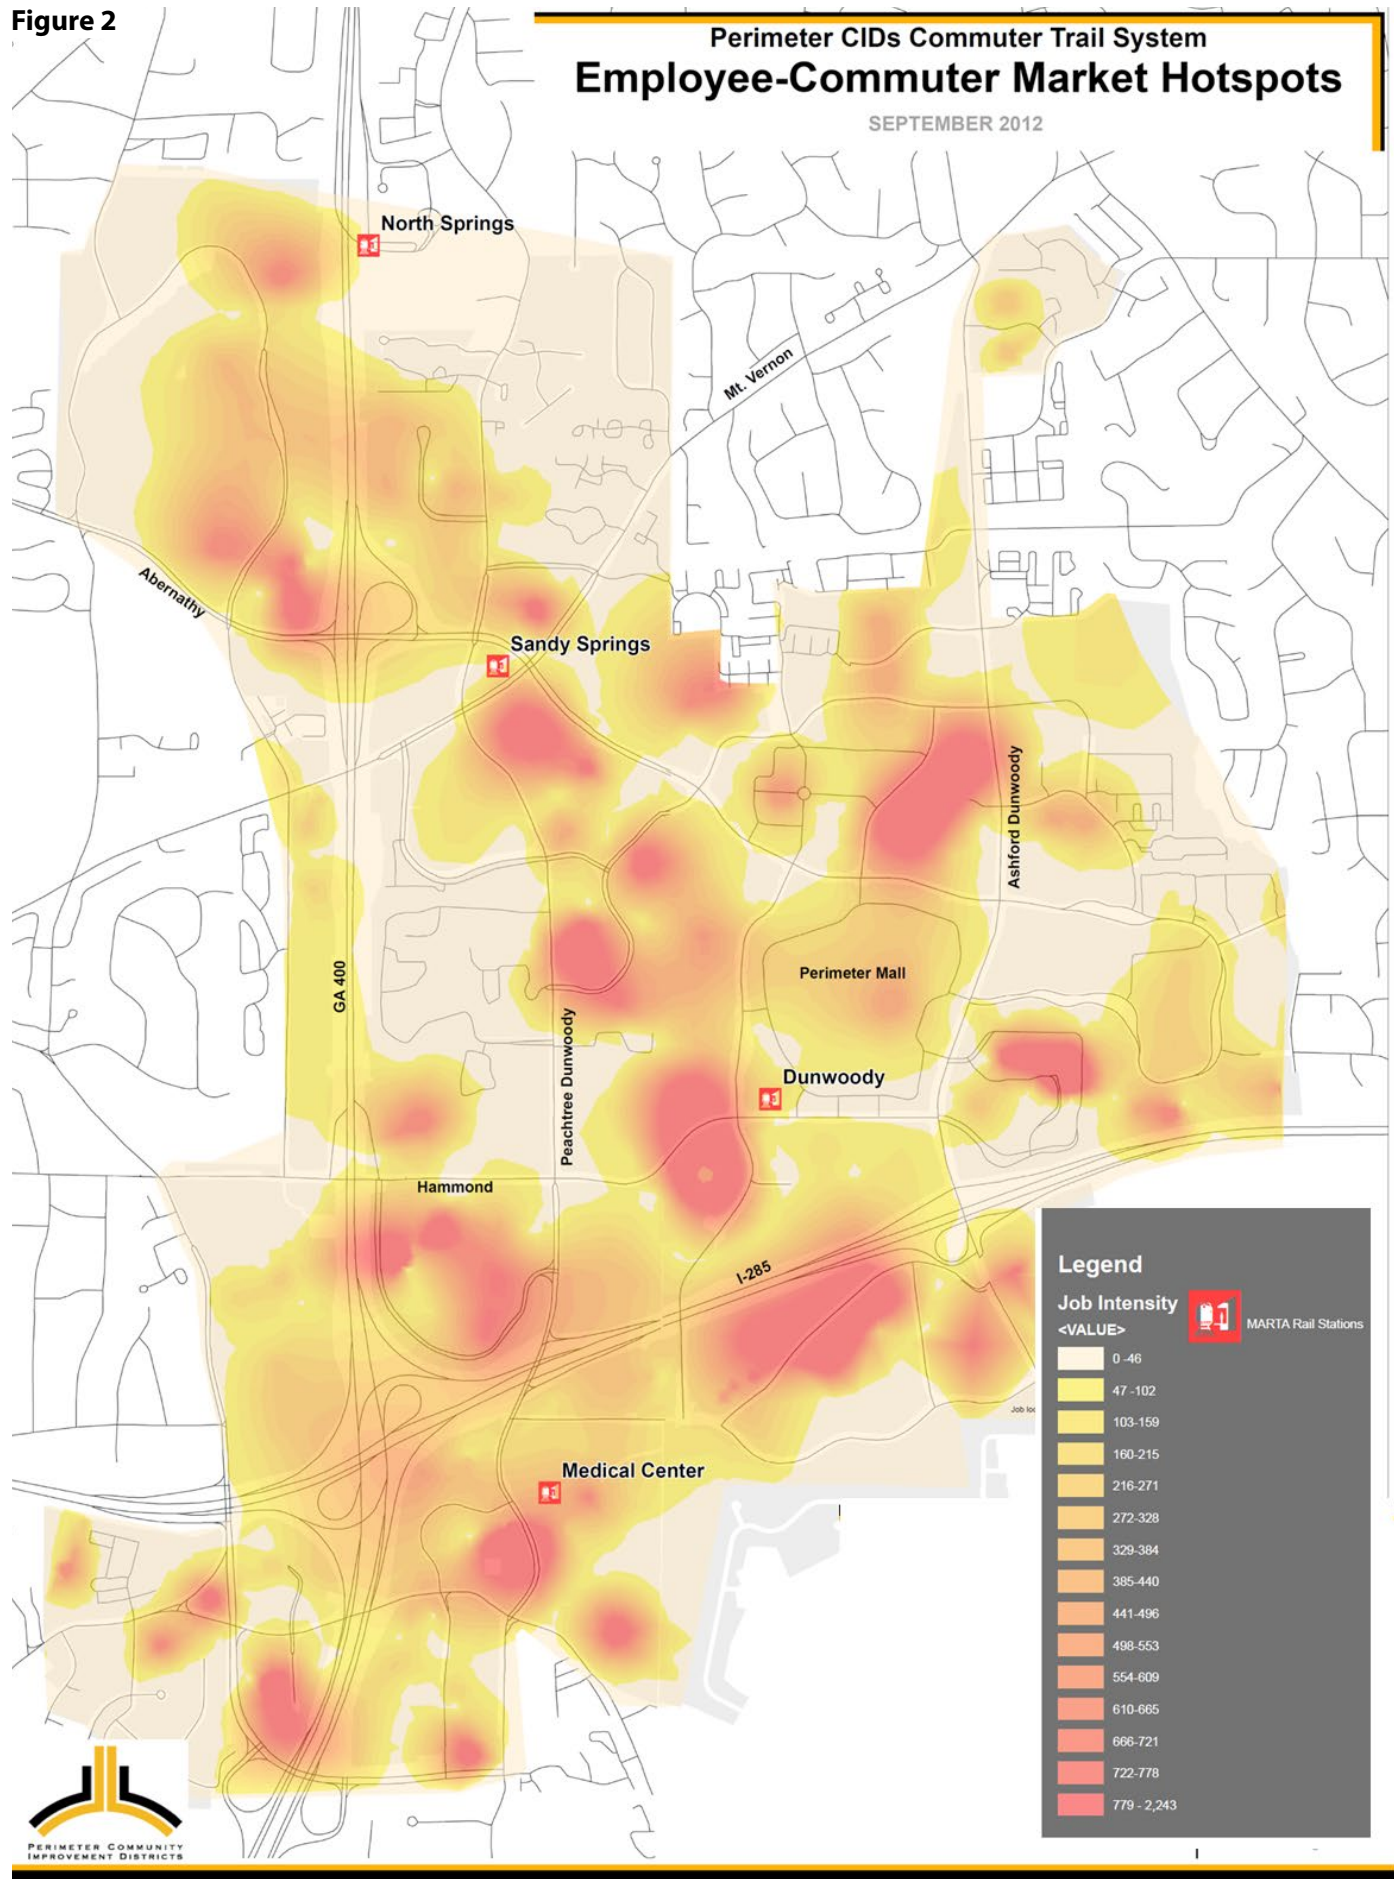 Figure 2
Perimeter CIDs Commuter Trail System
Employee-Commuter Market Hotspots
SEPTEMBER 2012
North Springs
Mt. Vernon
Abernathy
Sandy Springs
Ashford Dunwoody
GA 400
Perimeter Mall
Peachtree Dunwoody
Dunwoody
Hammond
I-285
Legend
Job Intensity
<VALUE>
MARTA Rail Stations
0 -46
47 -102
103-159
160-215
216-271
272-328
329-384
385-440
441-496
498-553
554-609
610-665
666-721
722-778
779 - 2,243
Job loc
Medical Center
PERIMETER COMMUNITY
IMPROVEMENT DISTRICTS